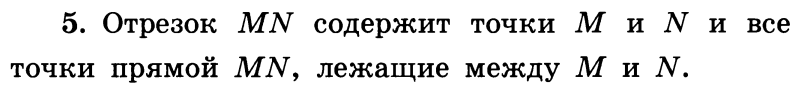 5. Отрезок MN содержит точки M и N и все
точки прямой MN, лежащие между M и N.